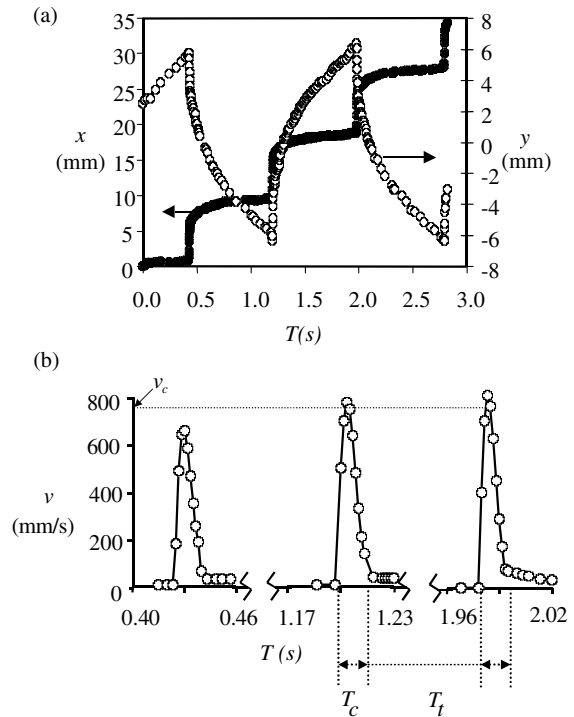 (a)
35
30
25
20
15
10
5
0
x
(mm)
8
6
4
2
0
-2
-4
-6
-8
y
(mm)
0.0 0.5 1.0 1.5 2.0 2.5 3.0
T(s)
(b)
v_c
800
600
400
200
0
v
(mm/s)
0.40 0.46 1.17 1.23 1.96 2.02
T (s)
T_c T_t